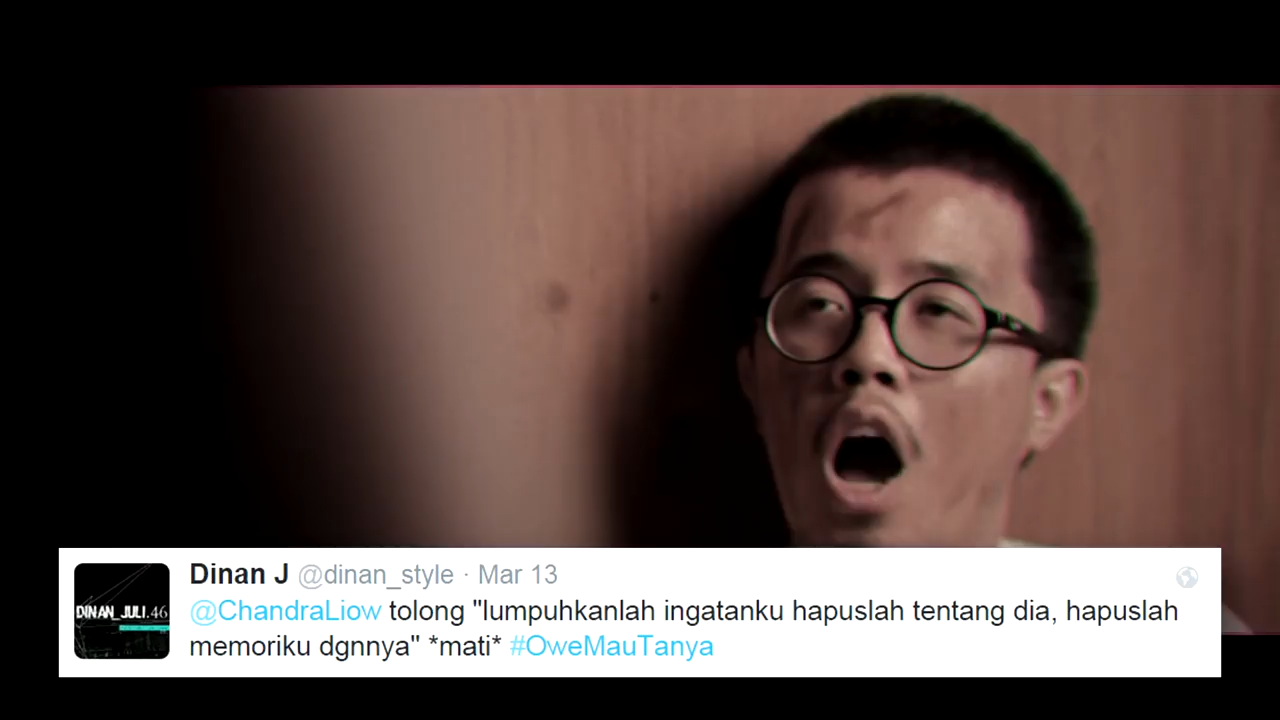 Dinan J @dinan_style · Mar 13
@ChandraLiow tolong "lumpuhkanlah ingatanku hapuslah tentang dia, hapuslah
memoriku dgnnya" *mati* #OweMauTanya
DINAN_JULI.46